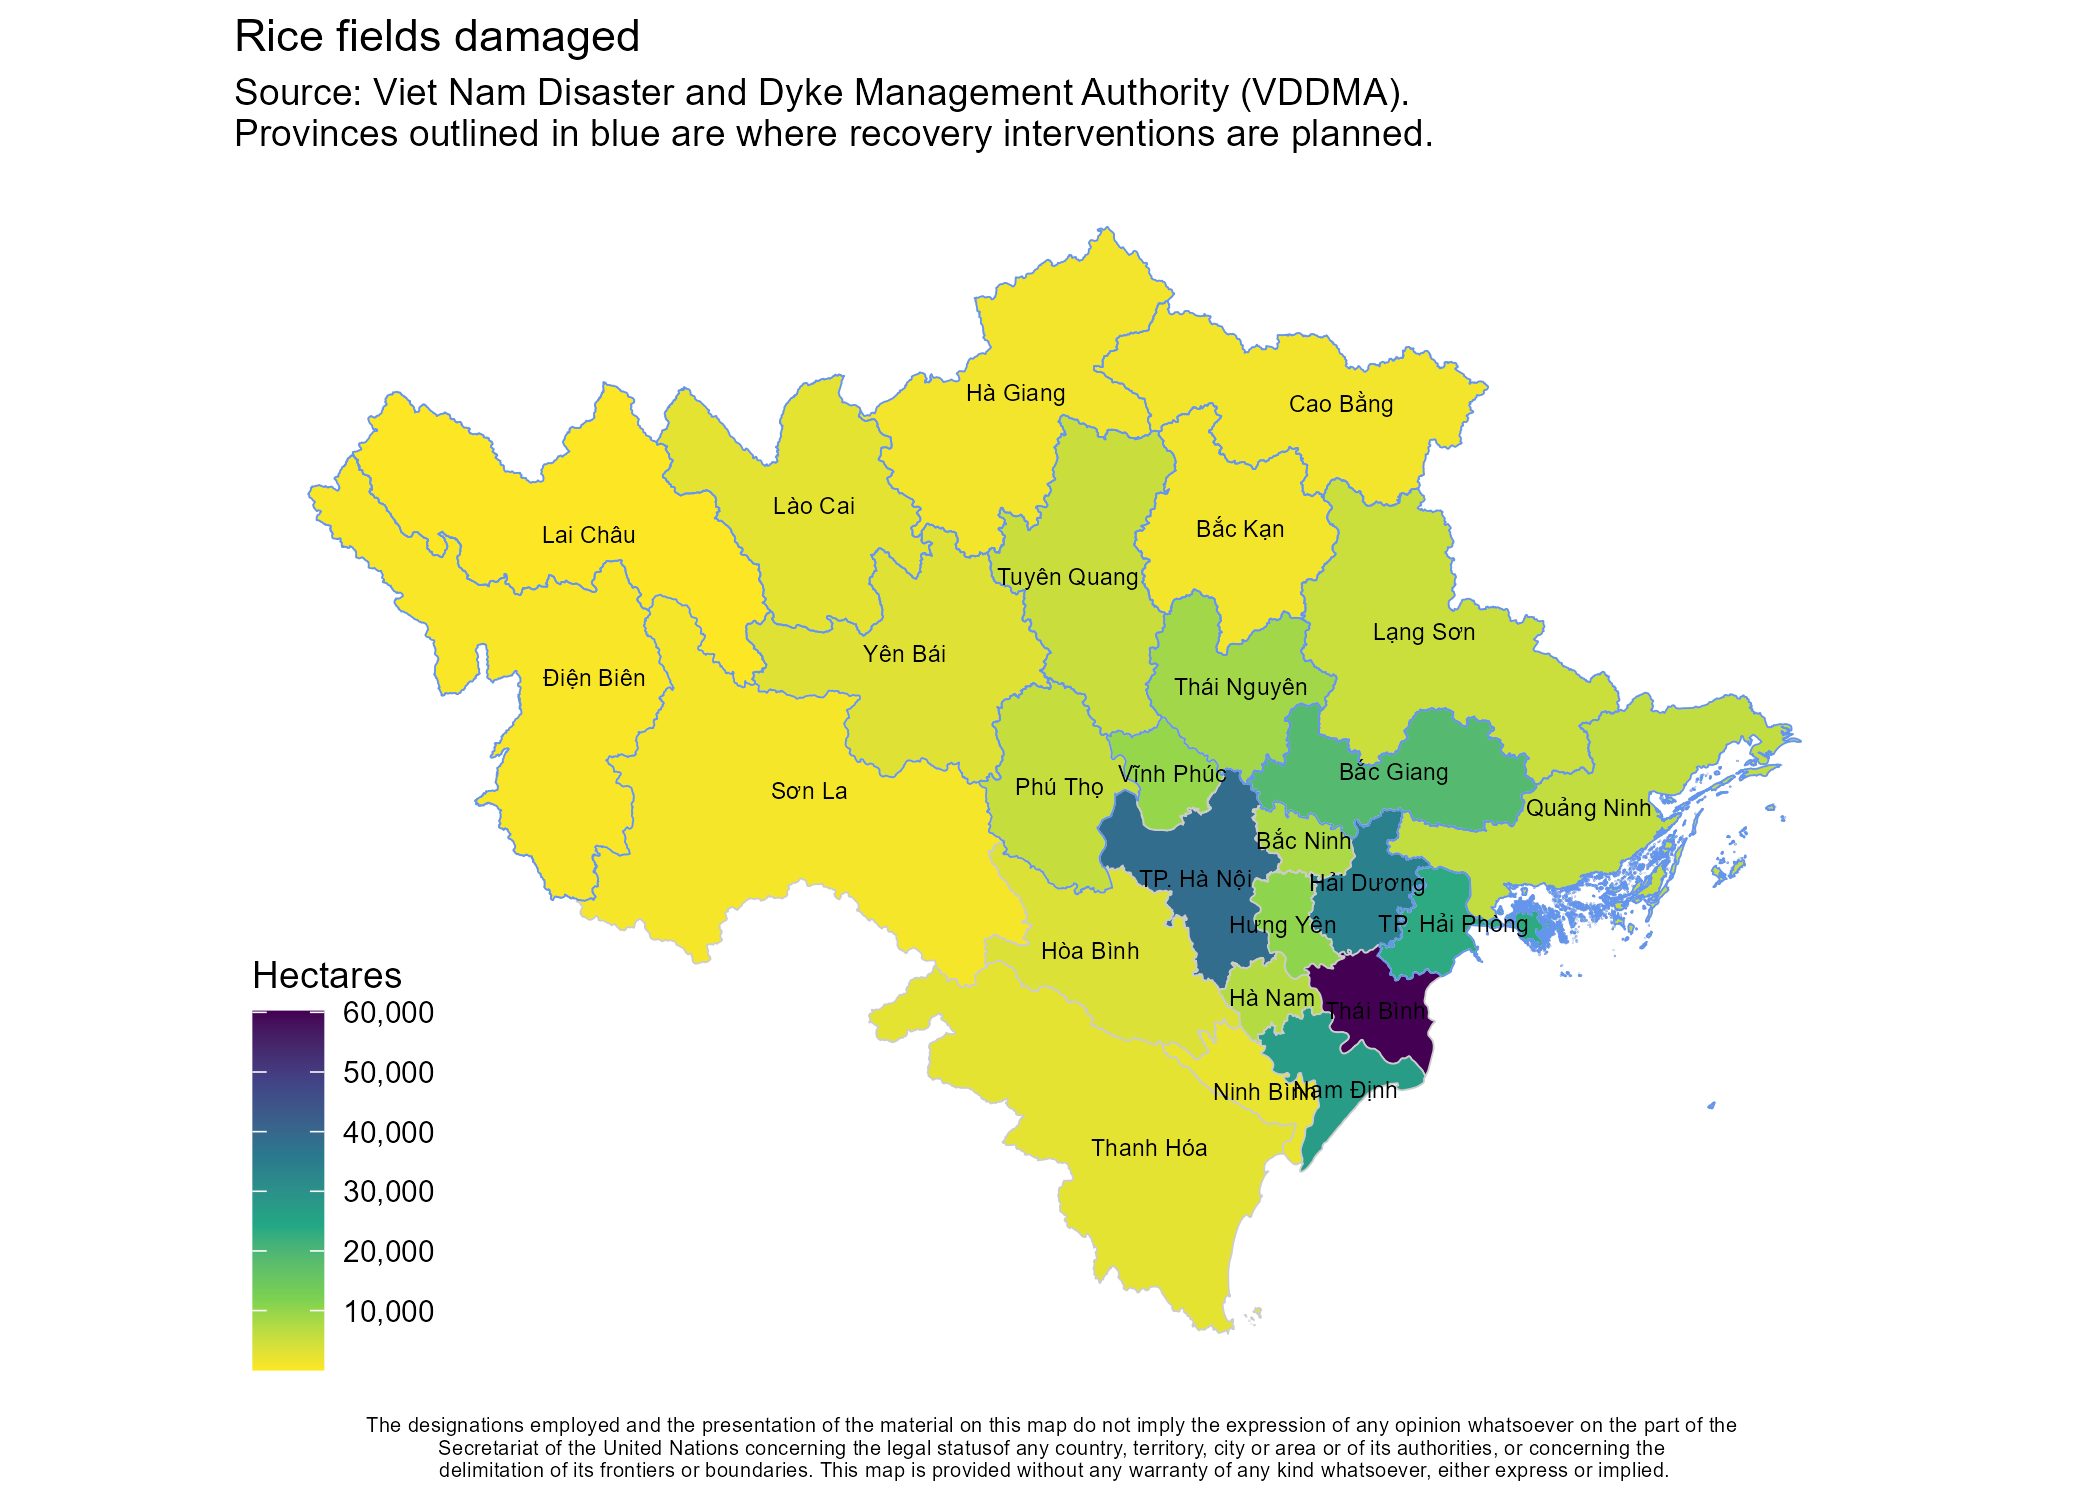 Rice fields damaged
Source: Viet Nam Disaster and Dyke Management Authority (VDDMA).
Provinces outlined in blue are where recovery interventions are planned.
Hà Giang
Cao Bằng
Lào Cai
Bắc Kạn
Lai Châu
Tuyên Quang
Lạng Sơn
Yên Bái
Điện Biên
Thái Nguyên
Bắc Giang
Vĩnh Phúc
Phú Thọ
Sơn La
Quảng Ninh
Bắc Ninh
TP. Hà Nội
Hải Dương
Hưng Yên
TP. Hải Phòng
Hòa Bình
Hà Nam
Thái Bình
Ninh Bình
Nam Định
Thanh Hóa
Hectares
60,000
50,000
40,000
30,000
20,000
10,000
The designations employed and the presentation of the material on this map do not imply the expression of any opinion whatsoever on the part of the
Secretariat of the United Nations concerning the legal statusof any country, territory, city or area or of its authorities, or concerning the
delimitation of its frontiers or boundaries. This map is provided without any warranty of any kind whatsoever, either express or implied.